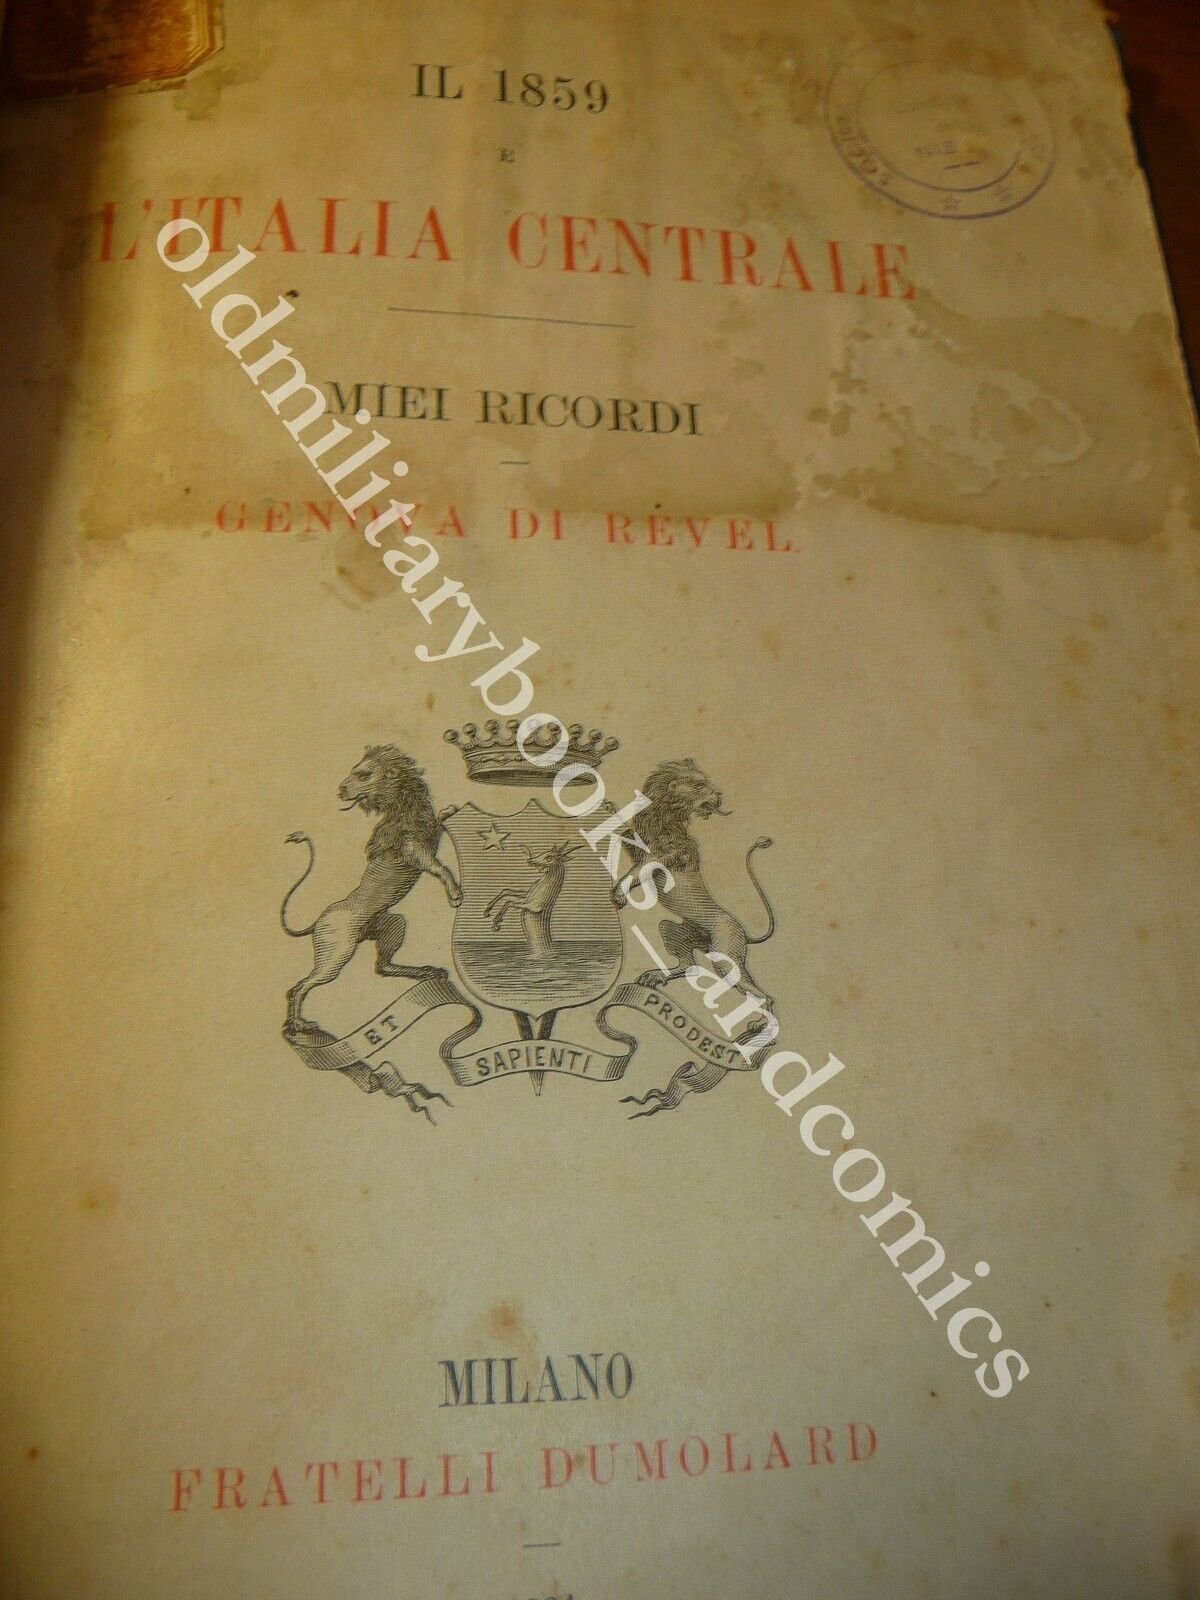 IL 1859
E
L'ITALIA CENTRALE
MIEI RICORDI
GENOVA DI REVEL
ET SAPIENTI PRODEST
MILANO
FRATELLI DUMOLARD
oldmilitarybooks_andcomics